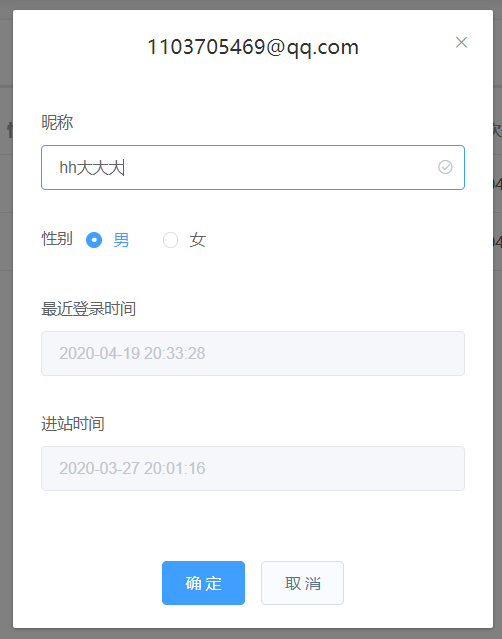 1103705469@qq.com
昵称
hh大大大
性别 男 女
最近登录时间
2020-04-19 20:33:28
进站时间
2020-03-27 20:01:16
确定 取消